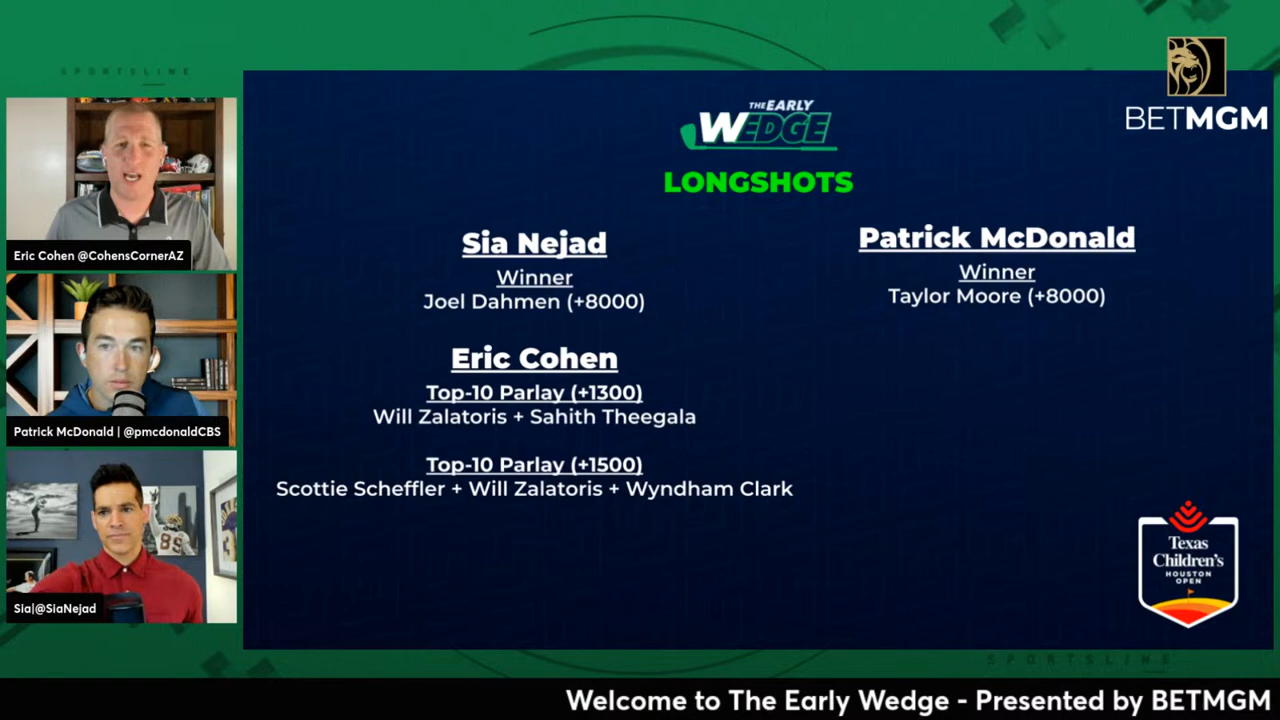 SPORTSLINE
BETMGM
THE EARLY
WEDGE
LONGSHOTS
Sia Nejad
Winner
Joel Dahmen (+8000)
Patrick McDonald
Winner
Taylor Moore (+8000)
Eric Cohen
Top-10 Parlay (+1300)
Will Zalatoris + Sahith Theegala
Top-10 Parlay (+1500)
Scottie Scheffler + Will Zalatoris + Wyndham Clark
Eric Cohen @CohensCornerAZ
Patrick McDonald | @pmcdonaldCBS
Sia|@SiaNejad
89
Texas
Children's
HOUSTON
OPEN
SPORTSLINE
Welcome to The Early Wedge - Presented by BETMGM